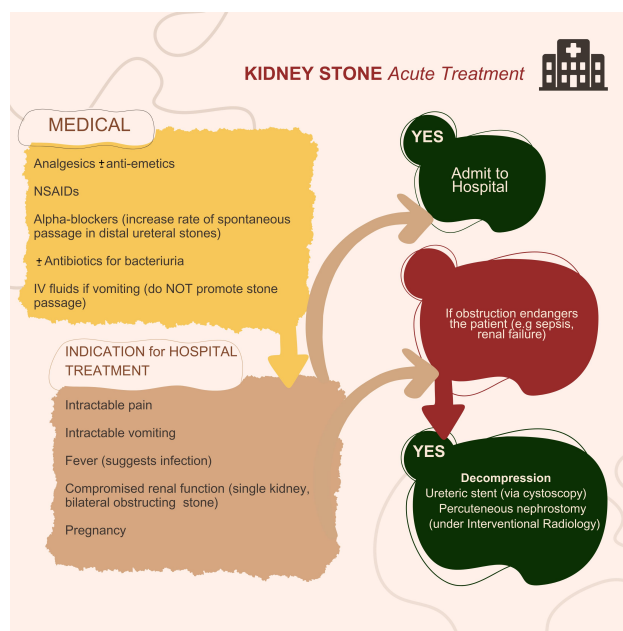 KIDNEY STONE Acute Treatment
MEDICAL
Analgesics ± anti-emetics
NSAIDs
Alpha-blockers (increase rate of spontaneous
passage in distal ureteral stones)
± Antibiotics for bacteriuria
IV fluids if vomiting (do NOT promote stone
passage)
INDICATION for HOSPITAL
TREATMENT
Intractable pain
Intractable vomiting
Fever (suggests infection)
Compromised renal function (single kidney,
bilateral obstructing stone)
Pregnancy
YES
Admit to
Hospital
If obstruction endangers
the patient (e.g sepsis,
renal failure)
YES
Decompression
Ureteric stent (via cystoscopy)
Percuteneous nephrostomy
(under Interventional Radiology)